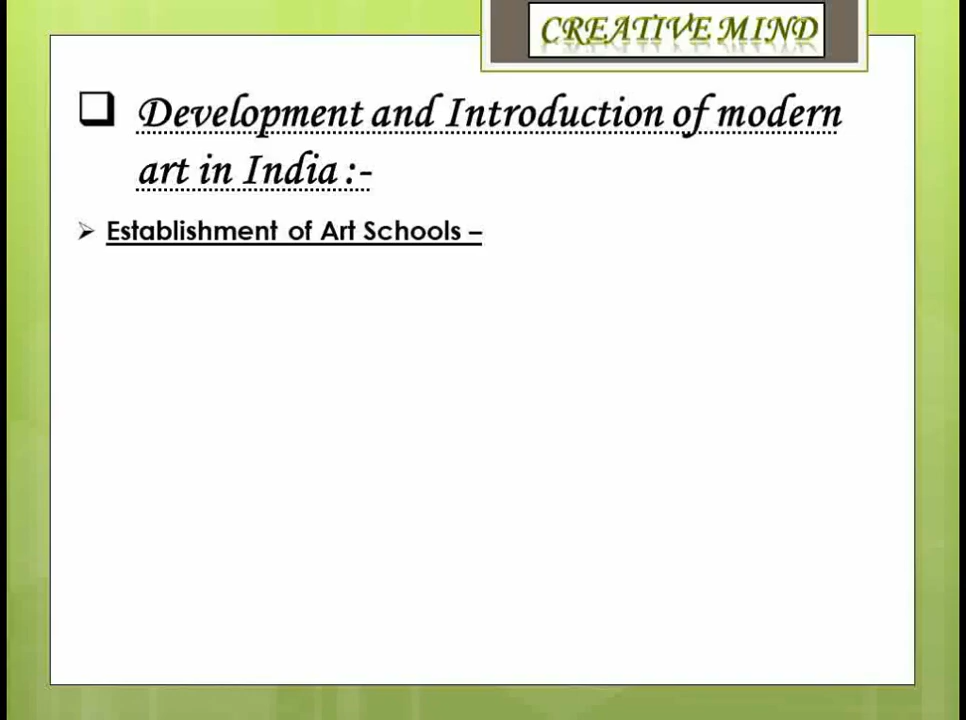 CREATIVE MIND
Development and Introduction of modern
art in India :-
Establishment of Art Schools –